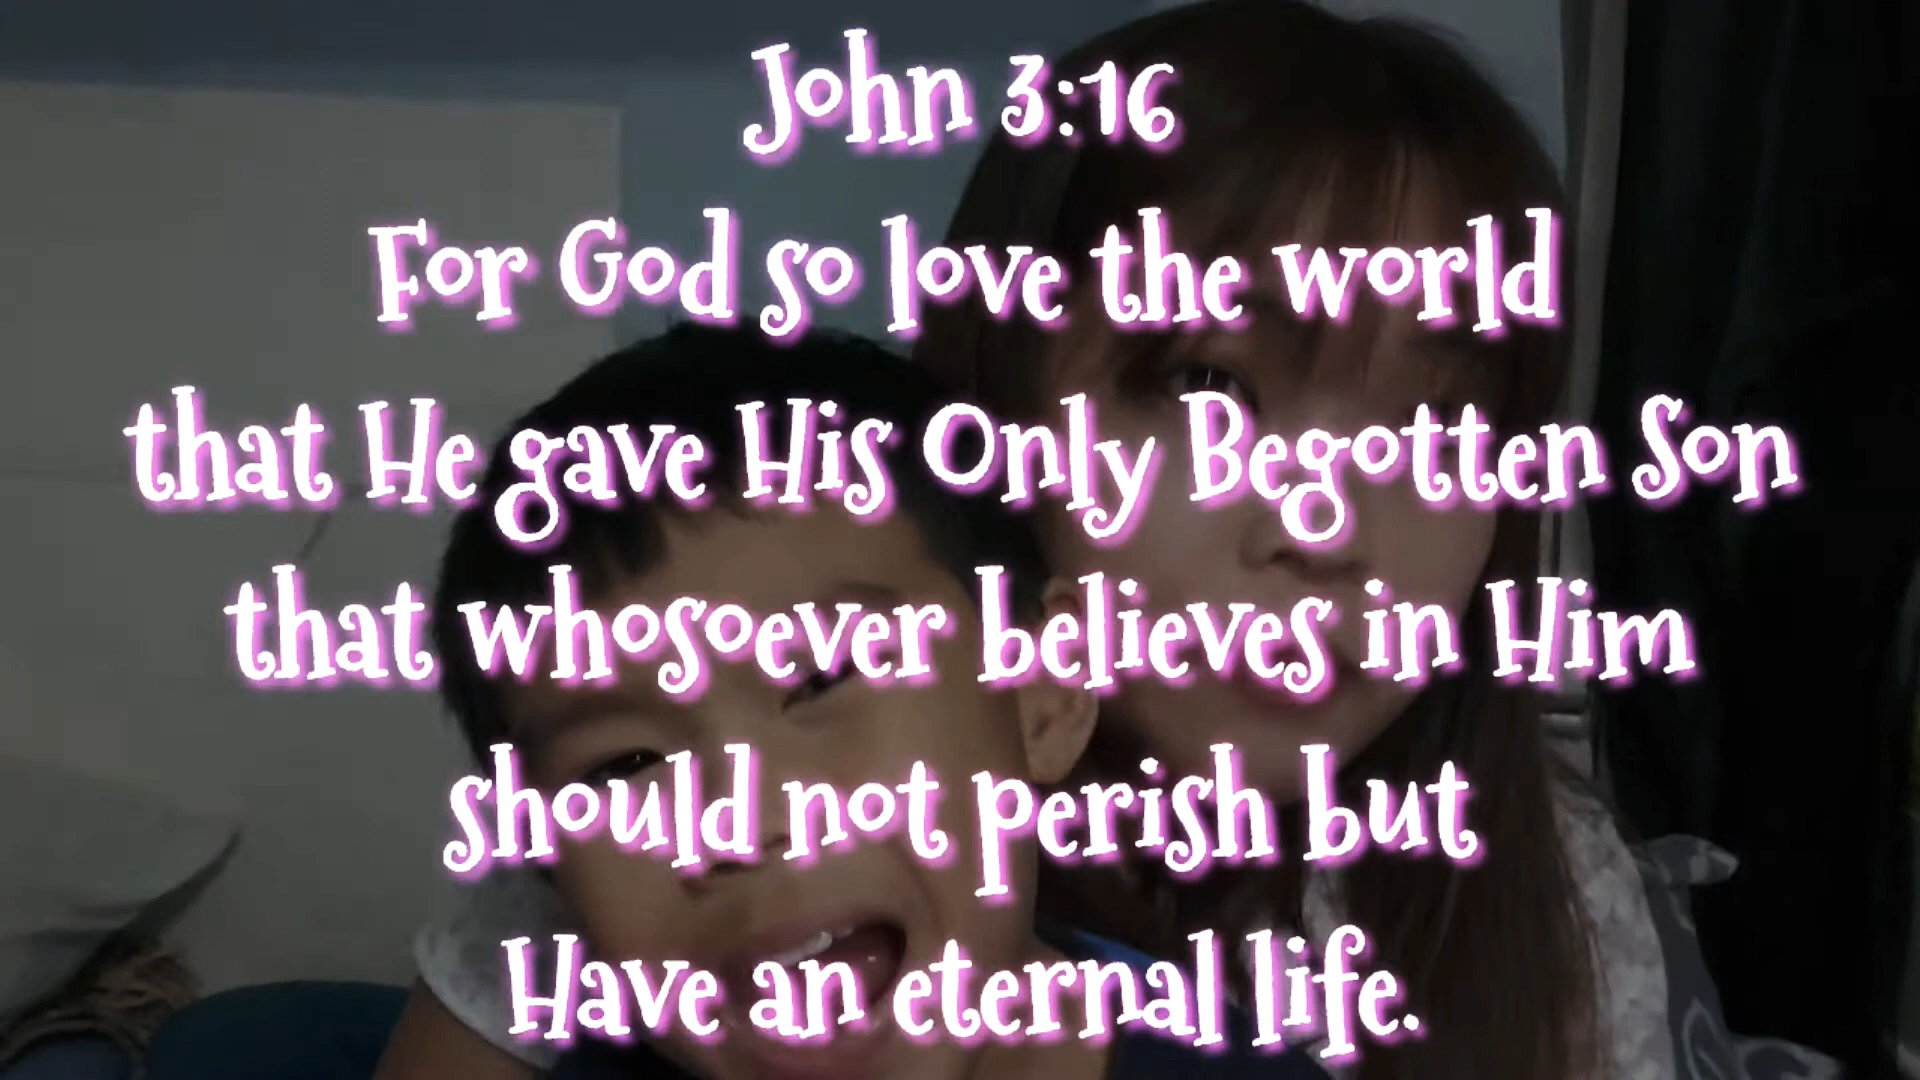 John 3:16
For God so love the world
that He gave His Only Begotten Son
that whosoever believes in Him
should not perish but
Have an eternal life.